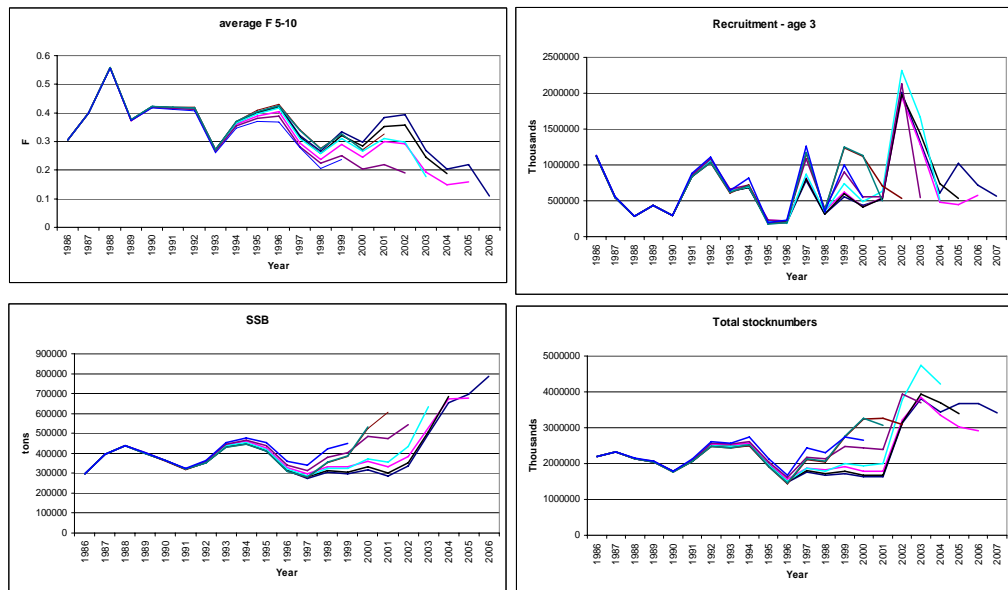 average F 5-10
0.6
0.5
0.4
0.3
0.2
0.1
0
F
1986 1987 1988 1989 1990 1991 1992 1993 1994 1995 1996 1997 1998 1999 2000 2001 2002 2003 2004 2005 2006
Year
Recruitment - age 3
2500000
2000000
1500000
1000000
500000
0
Thousands
1986 1987 1988 1989 1990 1991 1992 1993 1994 1995 1996 1997 1998 1999 2000 2001 2002 2003 2004 2005 2006 2007
Year
SSB
900000
800000
700000
600000
500000
400000
300000
200000
100000
0
tons
1986 1987 1988 1989 1990 1991 1992 1993 1994 1995 1996 1997 1998 1999 2000 2001 2002 2003 2004 2005 2006
Year
Total stocknumbers
5000000
4000000
3000000
2000000
1000000
0
Thousands
1986 1987 1988 1989 1990 1991 1992 1993 1994 1995 1996 1997 1998 1999 2000 2001 2002 2003 2004 2005 2006 2007
Year